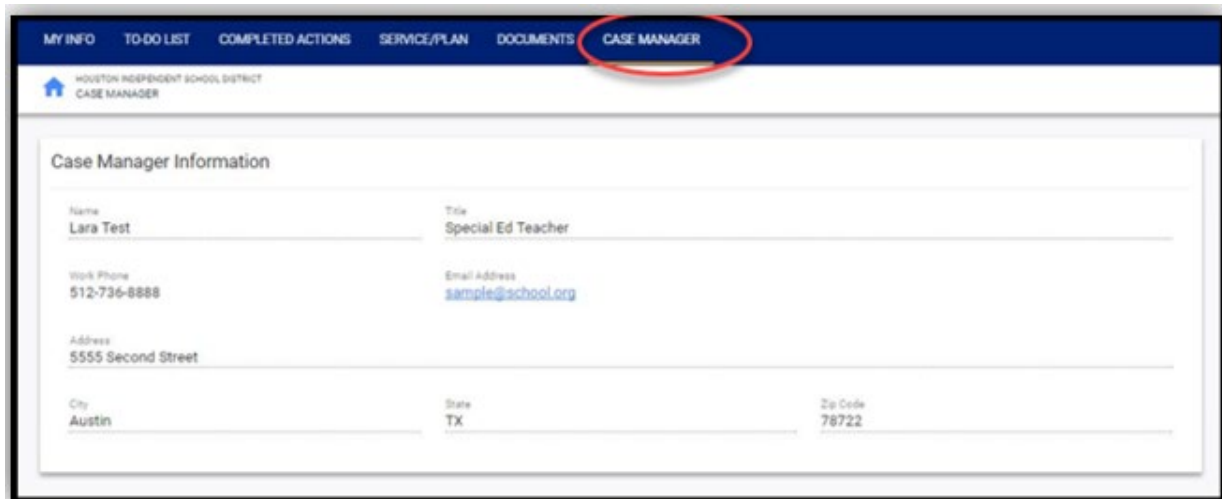 MY INFO TO-DO LIST COMPLETED ACTIONS SERVICE/PLAN DOCUMENTS CASE MANAGER
HOUSTON INDEPENDENT SCHOOL DISTRICT
CASE MANAGER
Case Manager Information
Name Title
Lara Test Special Ed Teacher
Work Phone Email Address
512-736-8888 sample@school.org
Address
5555 Second Street
City State Zip Code
Austin TX 78722